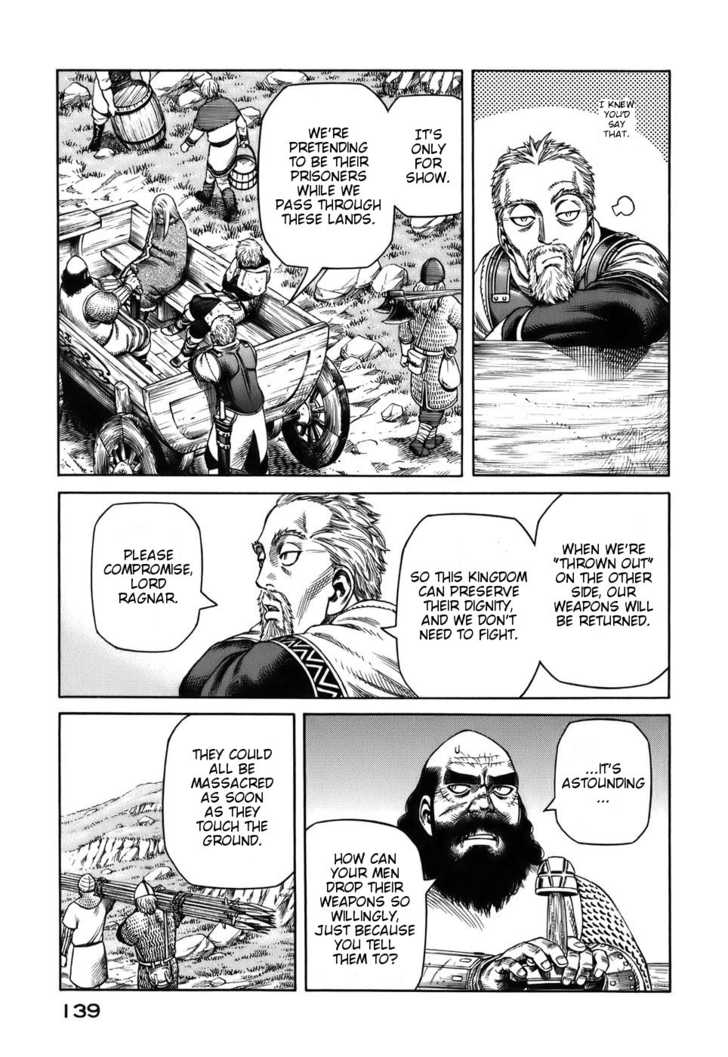 I KNEW
YOU'D
SAY
THAT.
IT'S
ONLY
FOR
SHOW.
WE'RE
PRETENDING
TO BE THEIR
PRISONERS
WHILE WE
PASS THROUGH
THESE LANDS.
WHEN WE'RE
"THROWN OUT"
ON THE OTHER
SIDE, OUR
WEAPONS WILL
BE RETURNED.
SO THIS KINGDOM
CAN PRESERVE
THEIR DIGNITY,
AND WE DON'T
NEED TO FIGHT.
PLEASE
COMPROMISE,
LORD
RAGNAR.
...IT'S
ASTOUNDING
...
HOW CAN
YOUR MEN
DROP THEIR
WEAPONS SO
WILLINGLY,
JUST BECAUSE
YOU TELL
THEM TO?
THEY COULD
ALL BE
MASSACRED
AS SOON
AS THEY
TOUCH THE
GROUND.
139